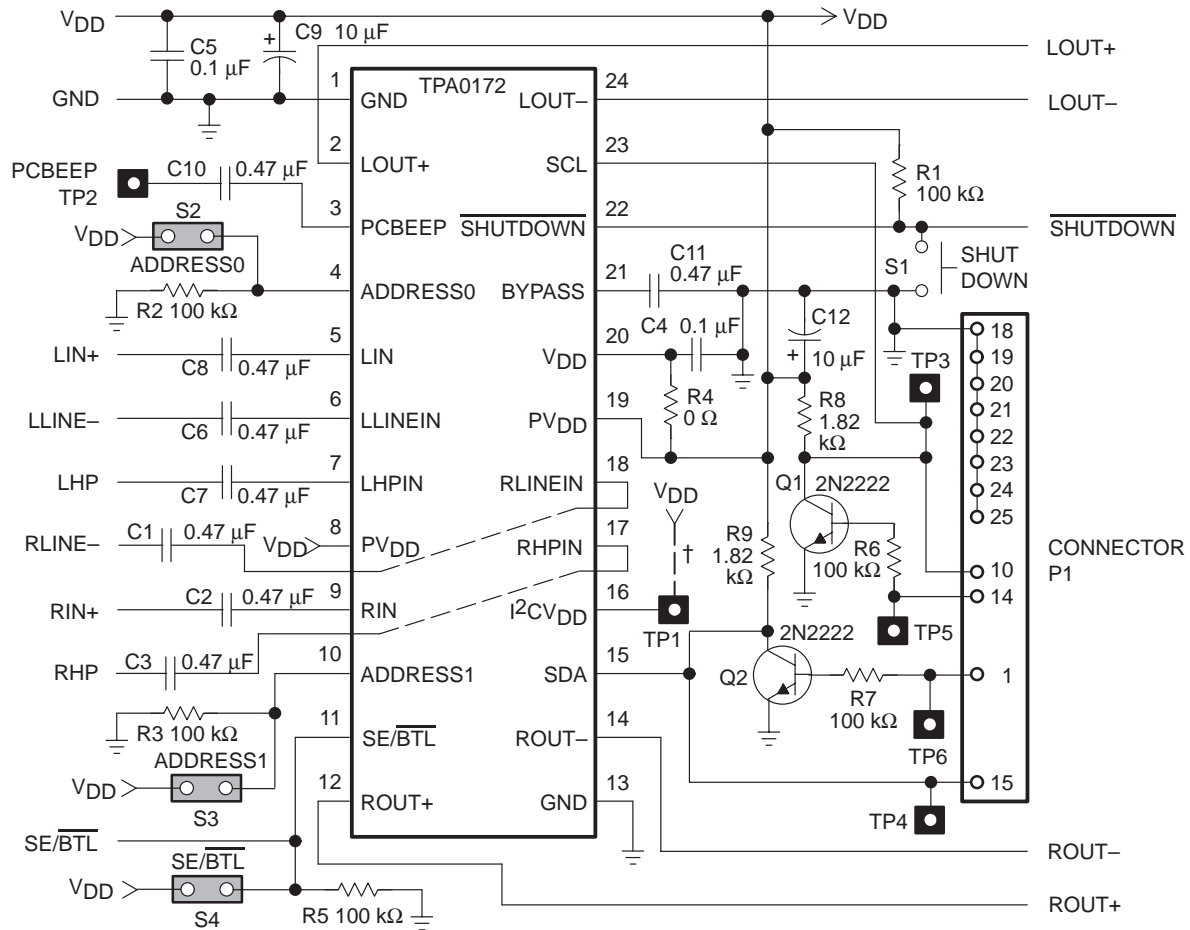 VDD
C5
0.1 μF
+
C9 10 μF
VDD
LOUT+
GND
1
GND
TPA0172
24
LOUT–
LOUT–
2
LOUT+
23
SCL
R1
100 kΩ
PCBEEP
TP2
C10
0.47 μF
3
PCBEEP
22
SHUTDOWN
SHUTDOWN
S2
VDD
ADDRESS0
4
ADDRESS0
R2 100 kΩ
21
BYPASS
C11
0.47 μF
S1
SHUT
DOWN
C4
0.1 μF
C12
+
10 μF
LIN+
C8
0.47 μF
5
LIN
20
VDD
R4
0 Ω
R8
1.82
kΩ
TP3
18
19
20
21
22
23
24
25
LLINE–
C6
0.47 μF
6
LLINEIN
19
PVDD
LHP
C7
0.47 μF
7
LHPIN
18
RLINEIN
VDD
†
Q1
2N2222
RLINE–
C1
0.47 μF
VDD
8
PVDD
17
RHPIN
R9
1.82
kΩ
R6
100 kΩ
CONNECTOR
P1
10
14
RIN+
C2
0.47 μF
9
RIN
16
I2CVDD
TP1
TP5
RHP
C3
0.47 μF
10
ADDRESS1
15
SDA
2N2222
Q2
R7
100 kΩ
1
TP6
R3 100 kΩ
11
SE/BTL
14
ROUT–
ADDRESS1
VDD
S3
12
ROUT+
13
GND
TP4
15
SE/BTL
SE/BTL
VDD
S4
R5 100 kΩ
ROUT–
ROUT+